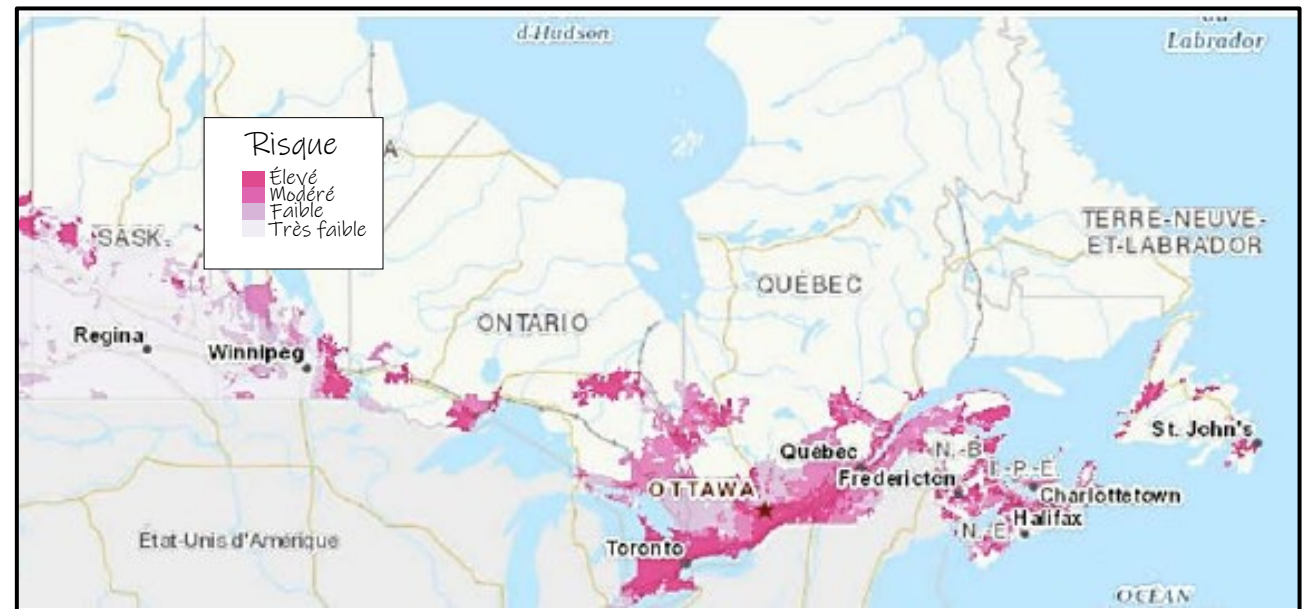 d'Hudson
du
Labrador
Risque
Élevé
Modéré
Faible
Très faible
A
SASK.
TERRE-NEUVE-
ET-LABRADOR
QUÉBEC
ONTARIO
Regina
Winnipeg
St. John's
Québec
N.-B
Fredericton
I.-P.-E.
Charlottetown
OTTAWA
Halifax
N.-E
Toronto
État-Unis d'Amérique
OCÉAN